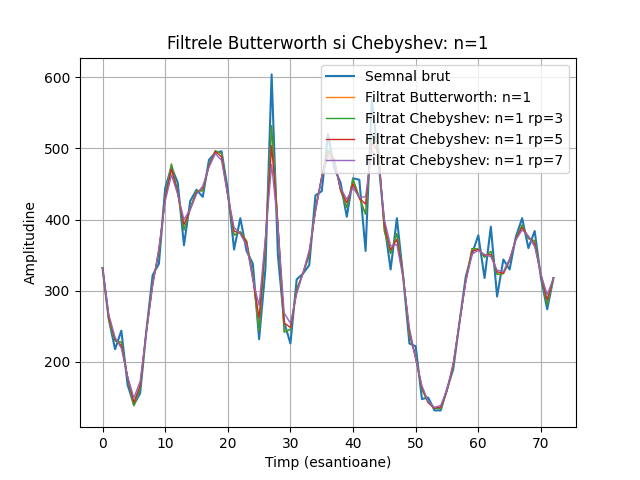 Filtrele Butterworth si Chebyshev: n=1
Semnal brut
Filtrat Butterworth: n=1
Filtrat Chebyshev: n=1 rp=3
Filtrat Chebyshev: n=1 rp=5
Filtrat Chebyshev: n=1 rp=7
Amplitudine
600
500
400
300
200
0 10 20 30 40 50 60 70
Timp (esantioane)